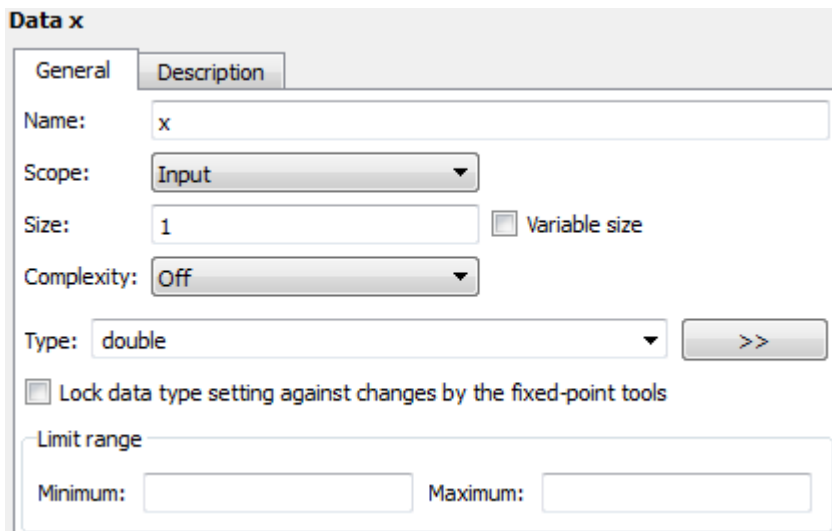 Data x
General Description
Name: x
Scope: Input
Size: 1 Variable size
Complexity: Off
Type: double >>
Lock data type setting against changes by the fixed-point tools
Limit range
Minimum: Maximum: